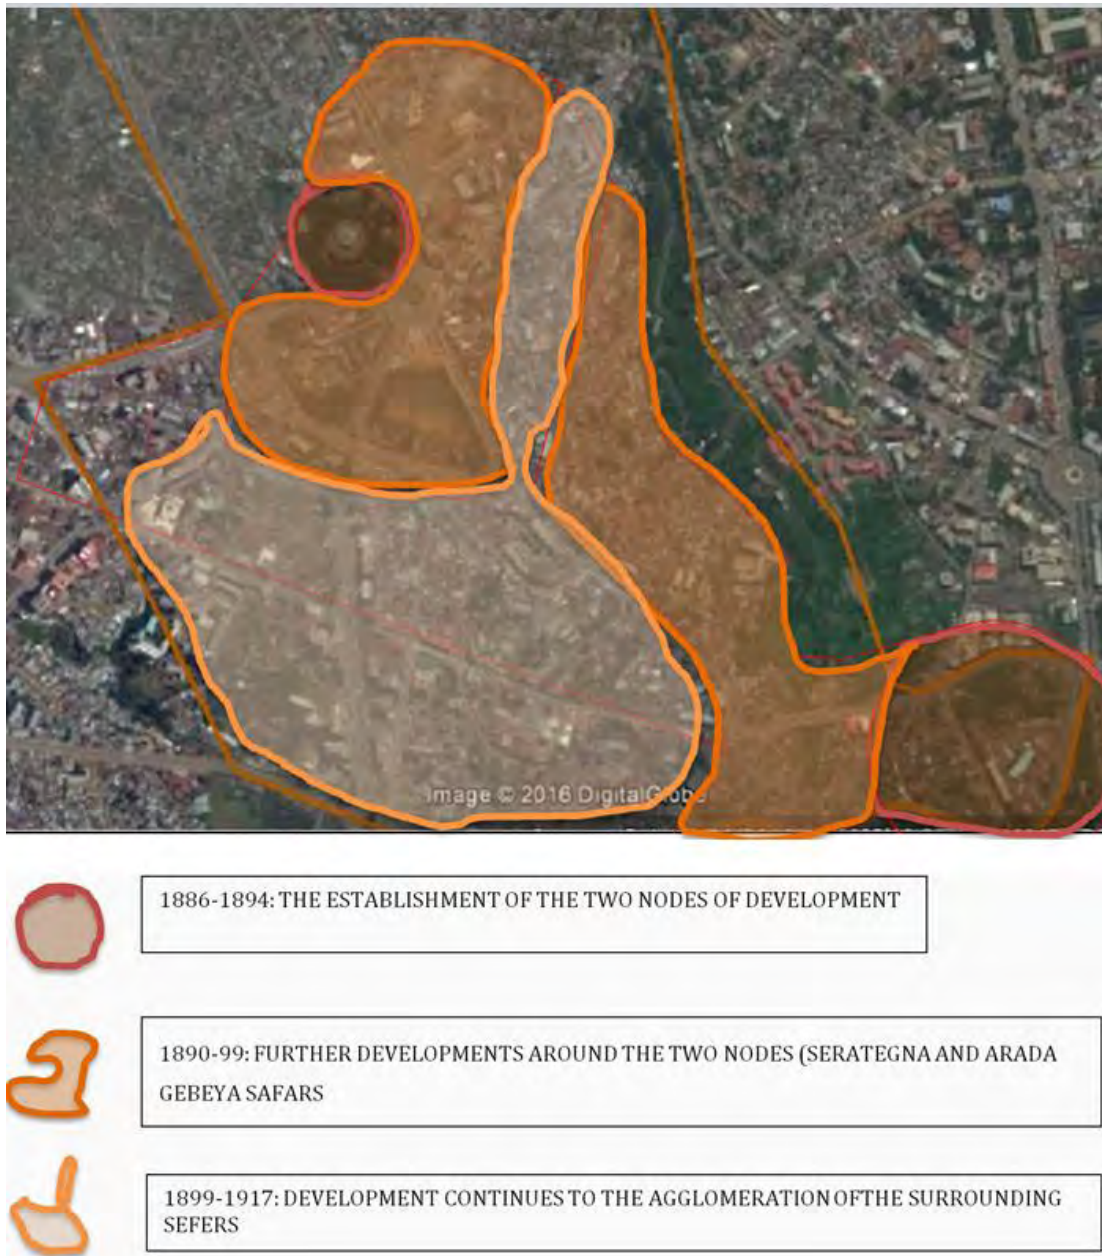 Image © 2016 DigitalGlobe
1886-1894: THE ESTABLISHMENT OF THE TWO NODES OF DEVELOPMENT
1890-99: FURTHER DEVELOPMENTS AROUND THE TWO NODES (SERATEGNA AND ARADA
GEBEYA SAFARS
1899-1917: DEVELOPMENT CONTINUES TO THE AGGLOMERATION OFTHE SURROUNDING
SEFERS